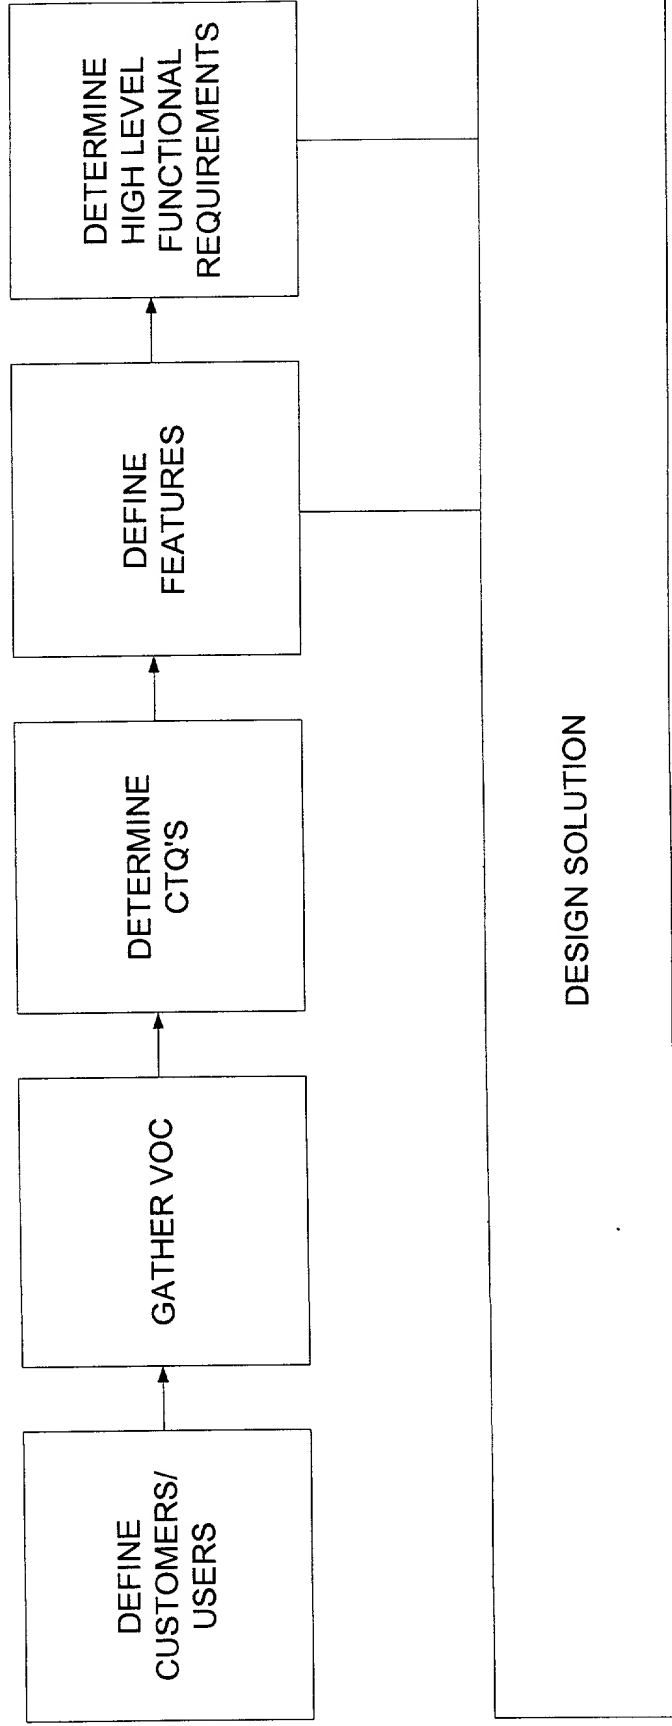 DEFINE
CUSTOMERS/
USERS
GATHER VOC
DETERMINE
CTQ'S
DEFINE
FEATURES
DETERMINE
HIGH LEVEL
FUNCTIONAL
REQUIREMENTS
DESIGN SOLUTION